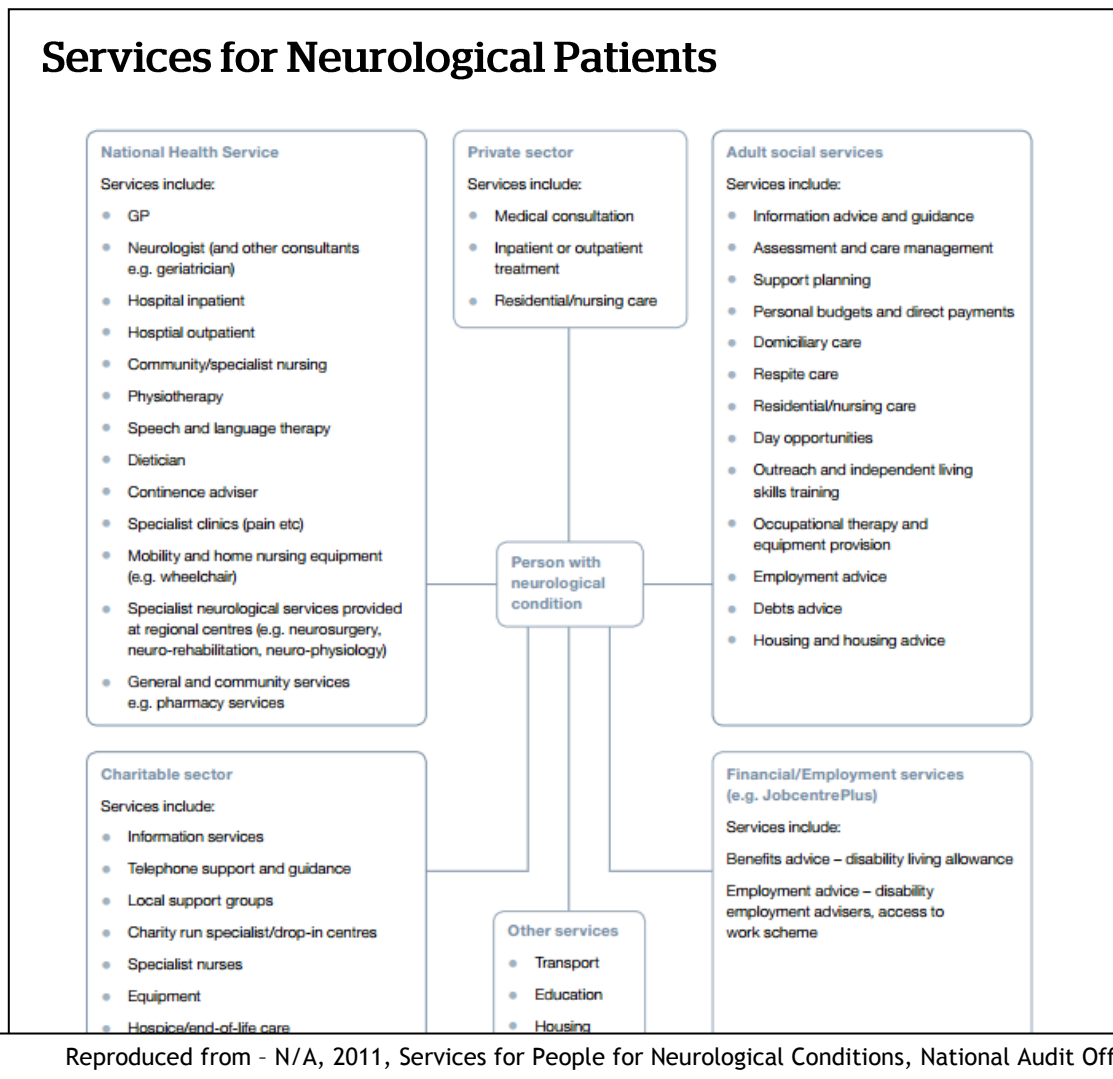 Services for Neurological Patients
National Health Service
Services include:
GP
Neurologist (and other consultants
e.g. geriatrician)
Hospital inpatient
Hosptial outpatient
Community/specialist nursing
Physiotherapy
Speech and language therapy
Dietician
Continence adviser
Specialist clinics (pain etc)
Mobility and home nursing equipment
(e.g. wheelchair)
Specialist neurological services provided
at regional centres (e.g. neurosurgery,
neuro-rehabilitation, neuro-physiology)
General and community services
e.g. pharmacy services
Private sector
Services include:
Medical consultation
Inpatient or outpatient
treatment
Residential/nursing care
Adult social services
Services include:
Information advice and guidance
Assessment and care management
Support planning
Personal budgets and direct payments
Domiciliary care
Respite care
Residential/nursing care
Day opportunities
Outreach and independent living
skills training
Occupational therapy and
equipment provision
Employment advice
Debts advice
Housing and housing advice
Person with
neurological
condition
Charitable sector
Services include:
Information services
Telephone support and guidance
Local support groups
Charity run specialist/drop-in centres
Specialist nurses
Equipment
Hospice/end-of-life care
Other services
Transport
Education
Housing
Financial/Employment services
(e.g. JobcentrePlus)
Services include:
Benefits advice – disability living allowance
Employment advice – disability
employment advisers, access to
work scheme
Reproduced from – N/A, 2011, Services for People for Neurological Conditions, National Audit Off